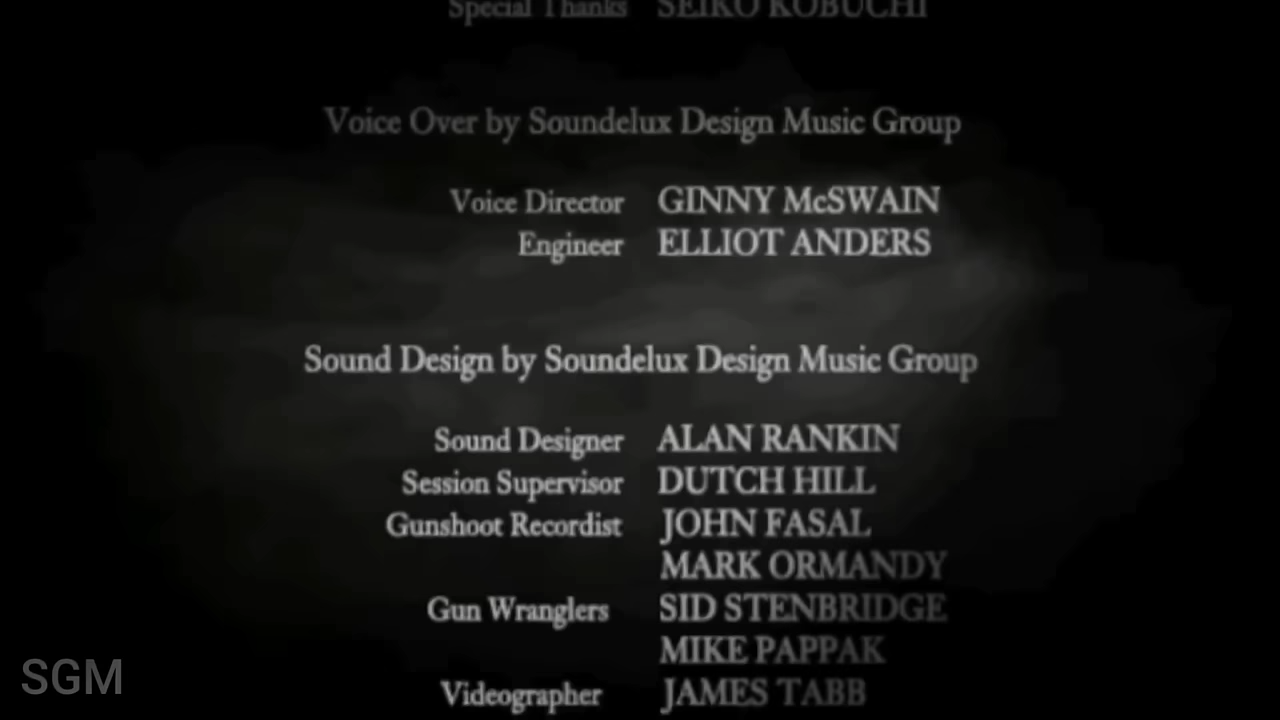 Special Thanks SEIKO KOBUCHI
Voice Over by Soundelux Design Music Group
Voice Director GINNY McSWAIN
Engineer ELLIOT ANDERS
Sound Design by Soundelux Design Music Group
Sound Designer ALAN RANKIN
Session Supervisor DUTCH HILL
Gunshoot Recordist JOHN FASAL
MARK ORMANDY
Gun Wranglers SID STENBRIDGE
MIKE PAPPAK
Videographer JAMES TABB
SGM